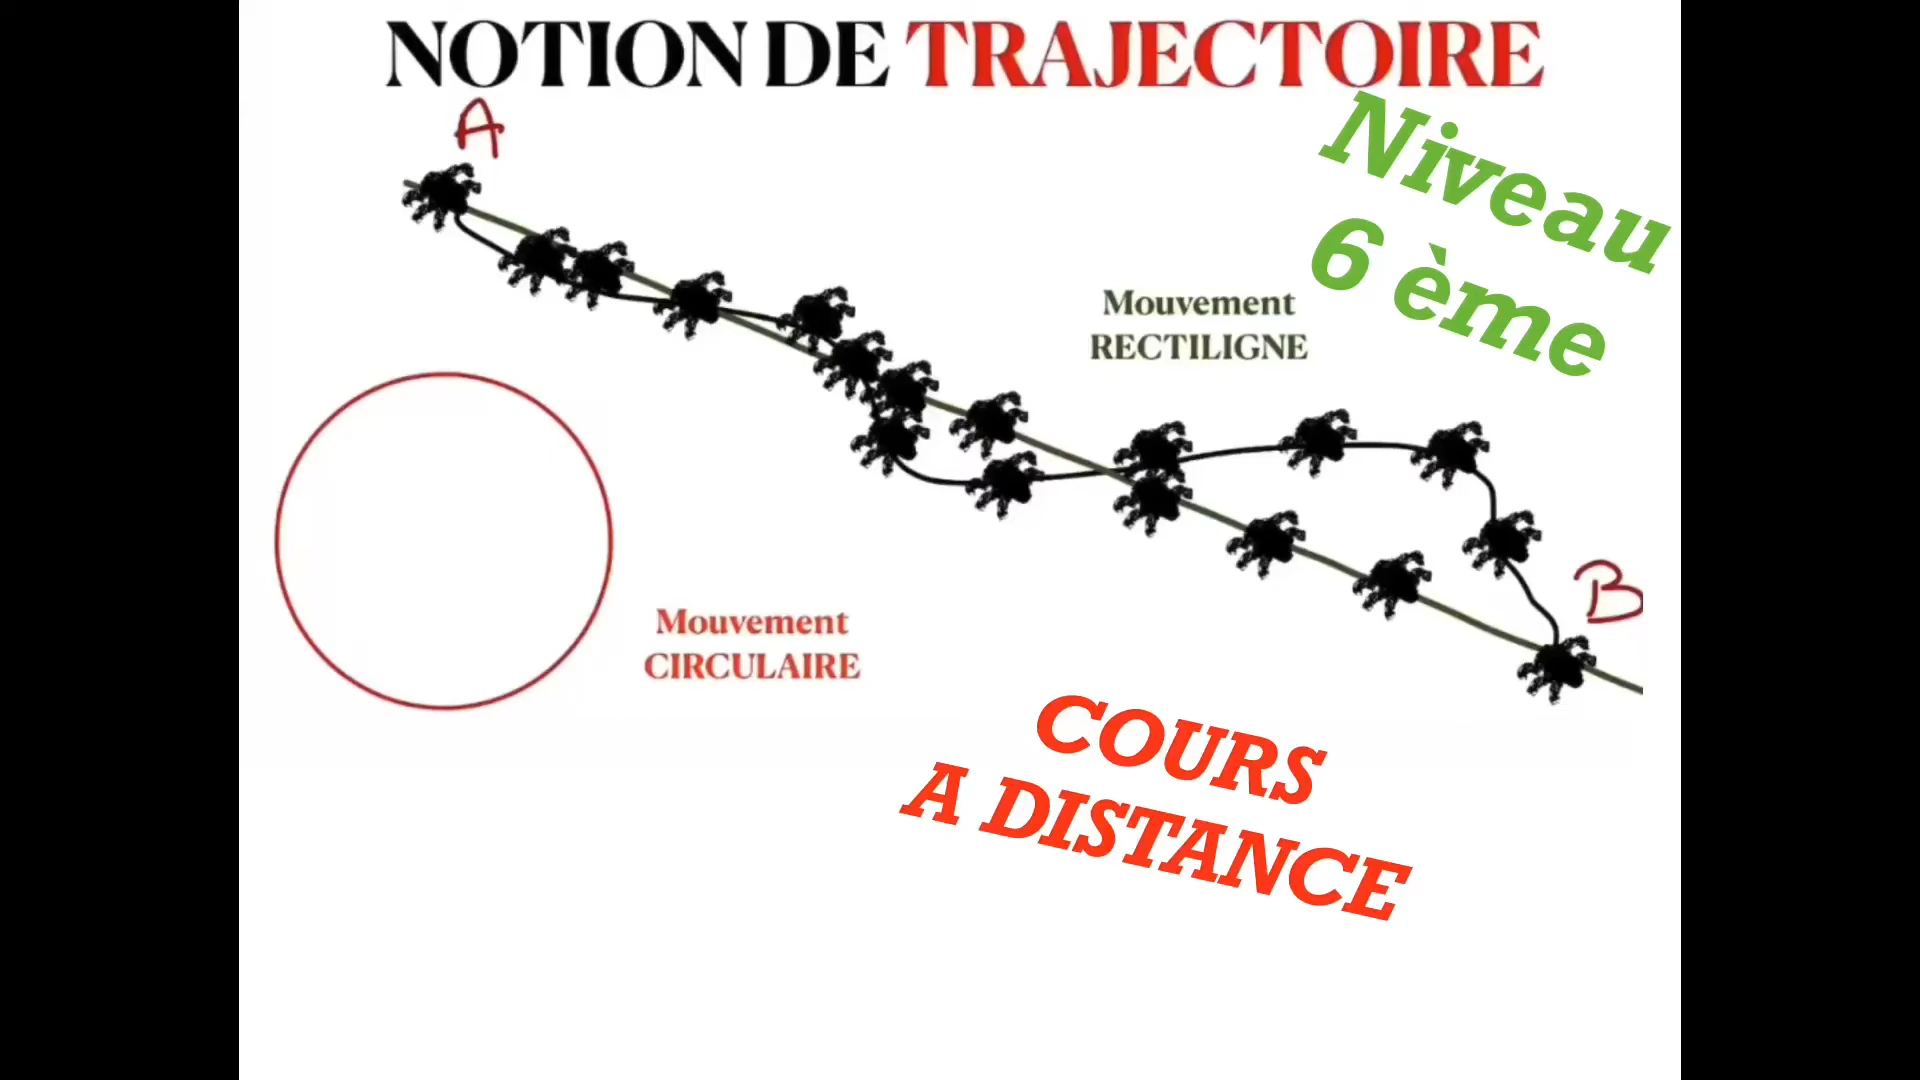 NOTION DE TRAJECTOIRE
A
Niveau
6 ème
Mouvement
RECTILIGNE
B
Mouvement
CIRCULAIRE
COURS
A DISTANCE